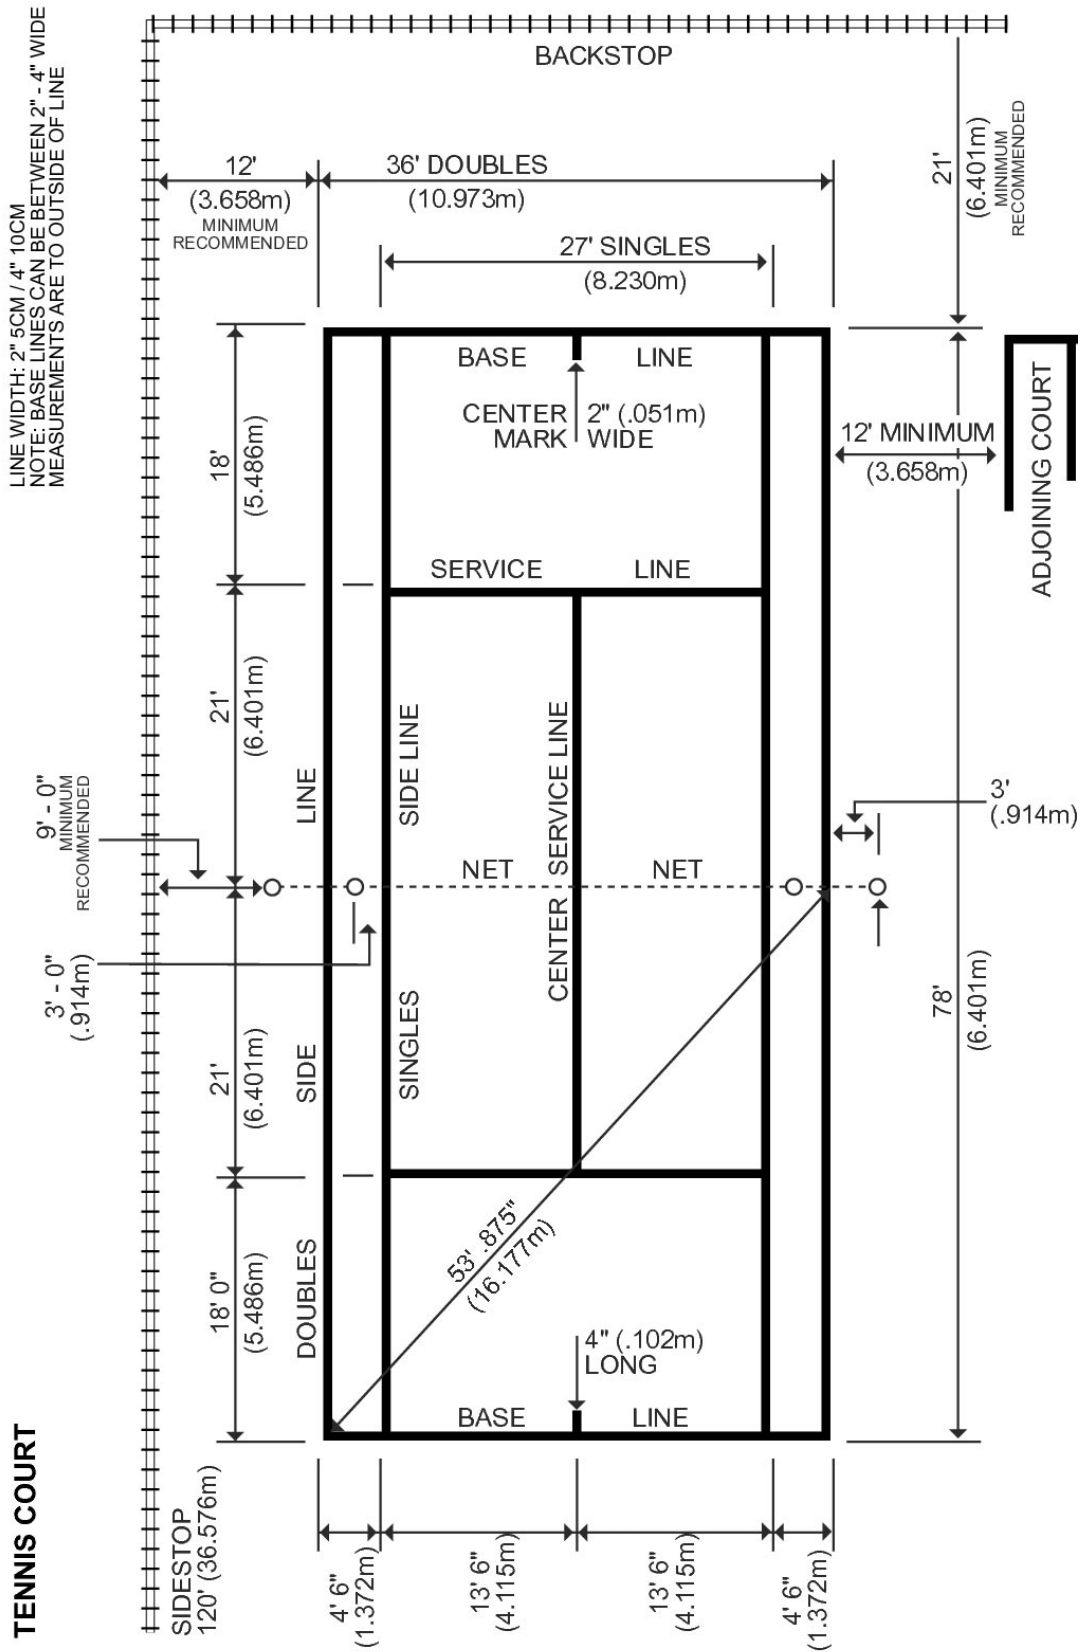 TENNIS COURT
LINE WIDTH: 2" 5CM / 4" 10CM
NOTE: BASE LINES CAN BE BETWEEN 2" - 4" WIDE
MEASUREMENTS ARE TO OUTSIDE OF LINE
BACKSTOP
12'
(3.658m)
MINIMUM
RECOMMENDED
36' DOUBLES
(10.973m)
21'
(6.401m)
MINIMUM
RECOMMENDED
27' SINGLES
(8.230m)
BASE LINE
CENTER MARK
2" (.051m)
WIDE
12' MINIMUM
(3.658m)
ADJOINING COURT
18'
(5.486m)
SERVICE LINE
21'
(6.401m)
DOUBLES SIDE LINE
SINGLES SIDE LINE
CENTER SERVICE LINE
9' - 0"
MINIMUM
RECOMMENDED
3'
(.914m)
NET NET
3' - 0"
(.914m)
78'
(6.401m)
21'
(6.401m)
53' .875"
(16.177m)
18' 0"
(5.486m)
4" (.102m)
LONG
BASE LINE
SIDESTOP
120' (36.576m)
4' 6"
(1.372m)
13' 6"
(4.115m)
13' 6"
(4.115m)
4' 6"
(1.372m)